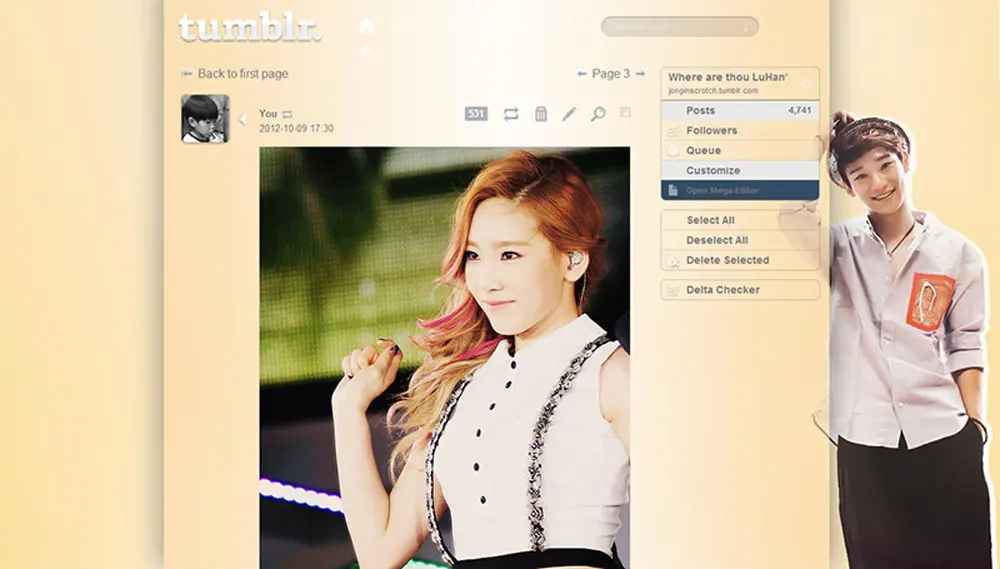 tumblr.
Back to first page
Page 3
You
2012-10-09 17:30
531
Where are thou LuHan'
jonginscrotch.tumblr.com
Posts 4,741
Followers
Queue
Customize
Open Mega-Editor
Select All
Deselect All
Delete Selected
Delta Checker